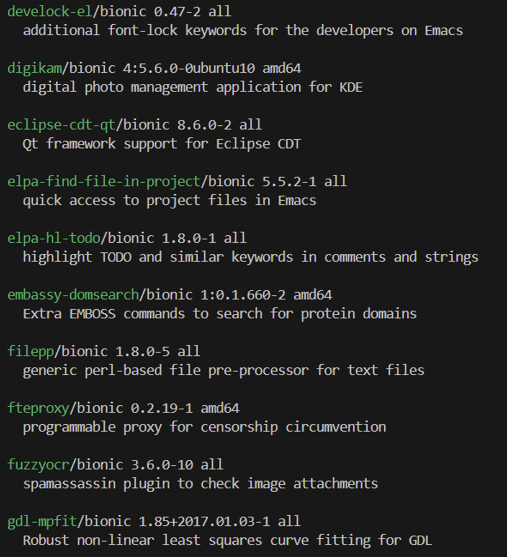 develock-el/bionic 0.47-2 all
additional font-lock keywords for the developers on Emacs
digikam/bionic 4:5.6.0-0ubuntu10 amd64
digital photo management application for KDE
eclipse-cdt-qt/bionic 8.6.0-2 all
Qt framework support for Eclipse CDT
elpa-find-file-in-project/bionic 5.5.2-1 all
quick access to project files in Emacs
elpa-hl-todo/bionic 1.8.0-1 all
highlight TODO and similar keywords in comments and strings
embassy-domsearch/bionic 1:0.1.660-2 amd64
Extra EMBOSS commands to search for protein domains
filepp/bionic 1.8.0-5 all
generic perl-based file pre-processor for text files
fteproxy/bionic 0.2.19-1 amd64
programmable proxy for censorship circumvention
fuzzyocr/bionic 3.6.0-10 all
spamassassin plugin to check image attachments
gdl-mpfit/bionic 1.85+2017.01.03-1 all
Robust non-linear least squares curve fitting for GDL